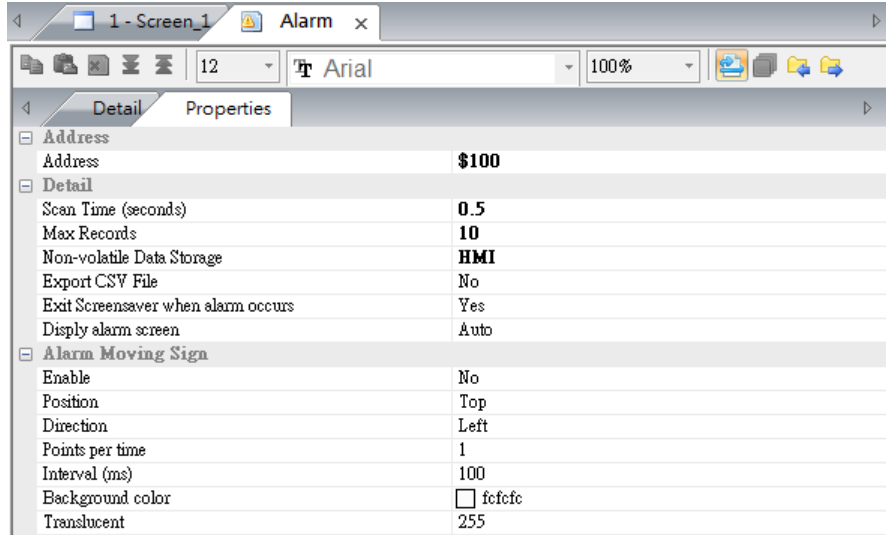 1 - Screen_1 Alarm x
12 Arial 100%
Detail Properties
Address
Address $100
Detail
Scan Time (seconds) 0.5
Max Records 10
Non-volatile Data Storage HMI
Export CSV File No
Exit Screensaver when alarm occurs Yes
Disply alarm screen Auto
Alarm Moving Sign
Enable No
Position Top
Direction Left
Points per time 1
Interval (ms) 100
Background color fcfcfc
Translucent 255